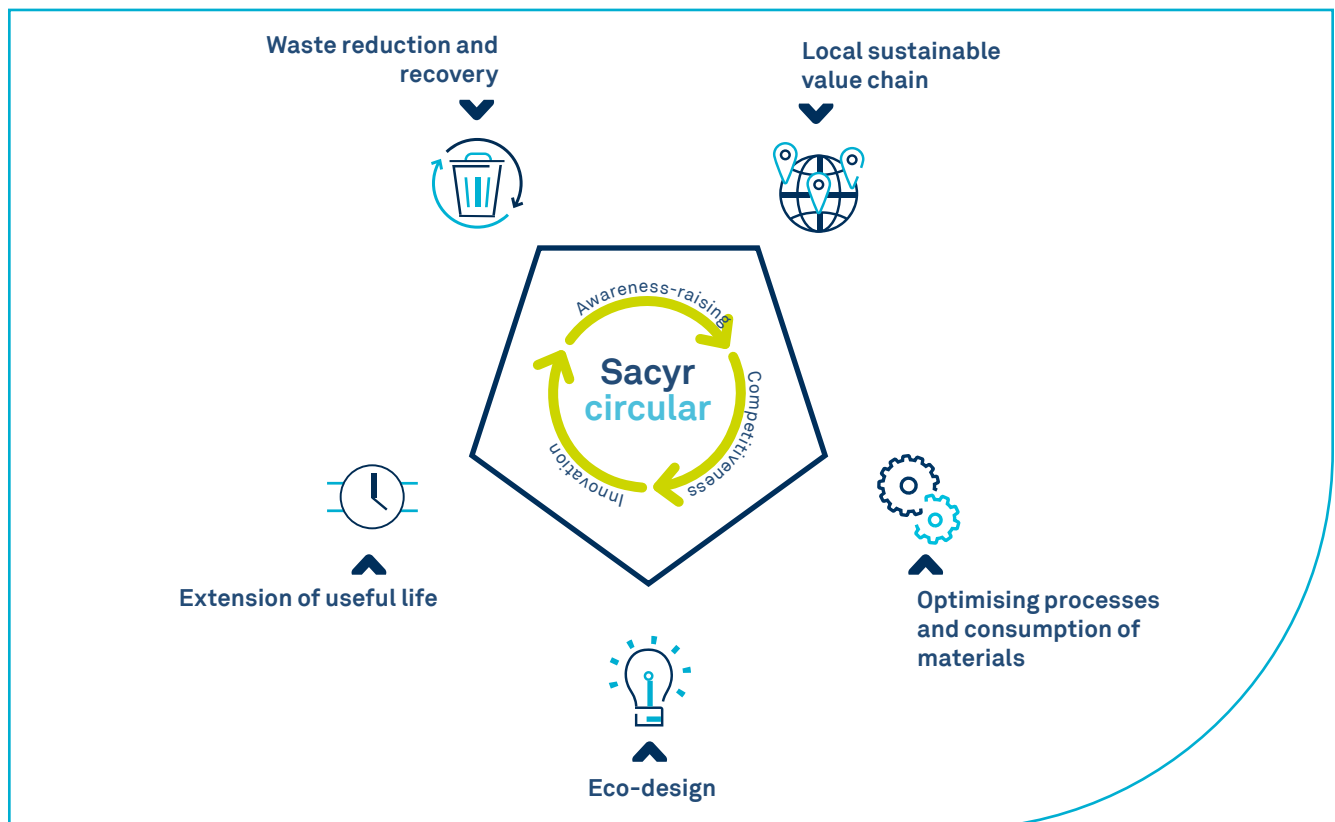 Waste reduction and
recovery
Local sustainable
value chain
Awareness-raising
Competitiveness
Innovation
Sacyr
circular
Extension of useful life
Optimising processes
and consumption of
materials
Eco-design